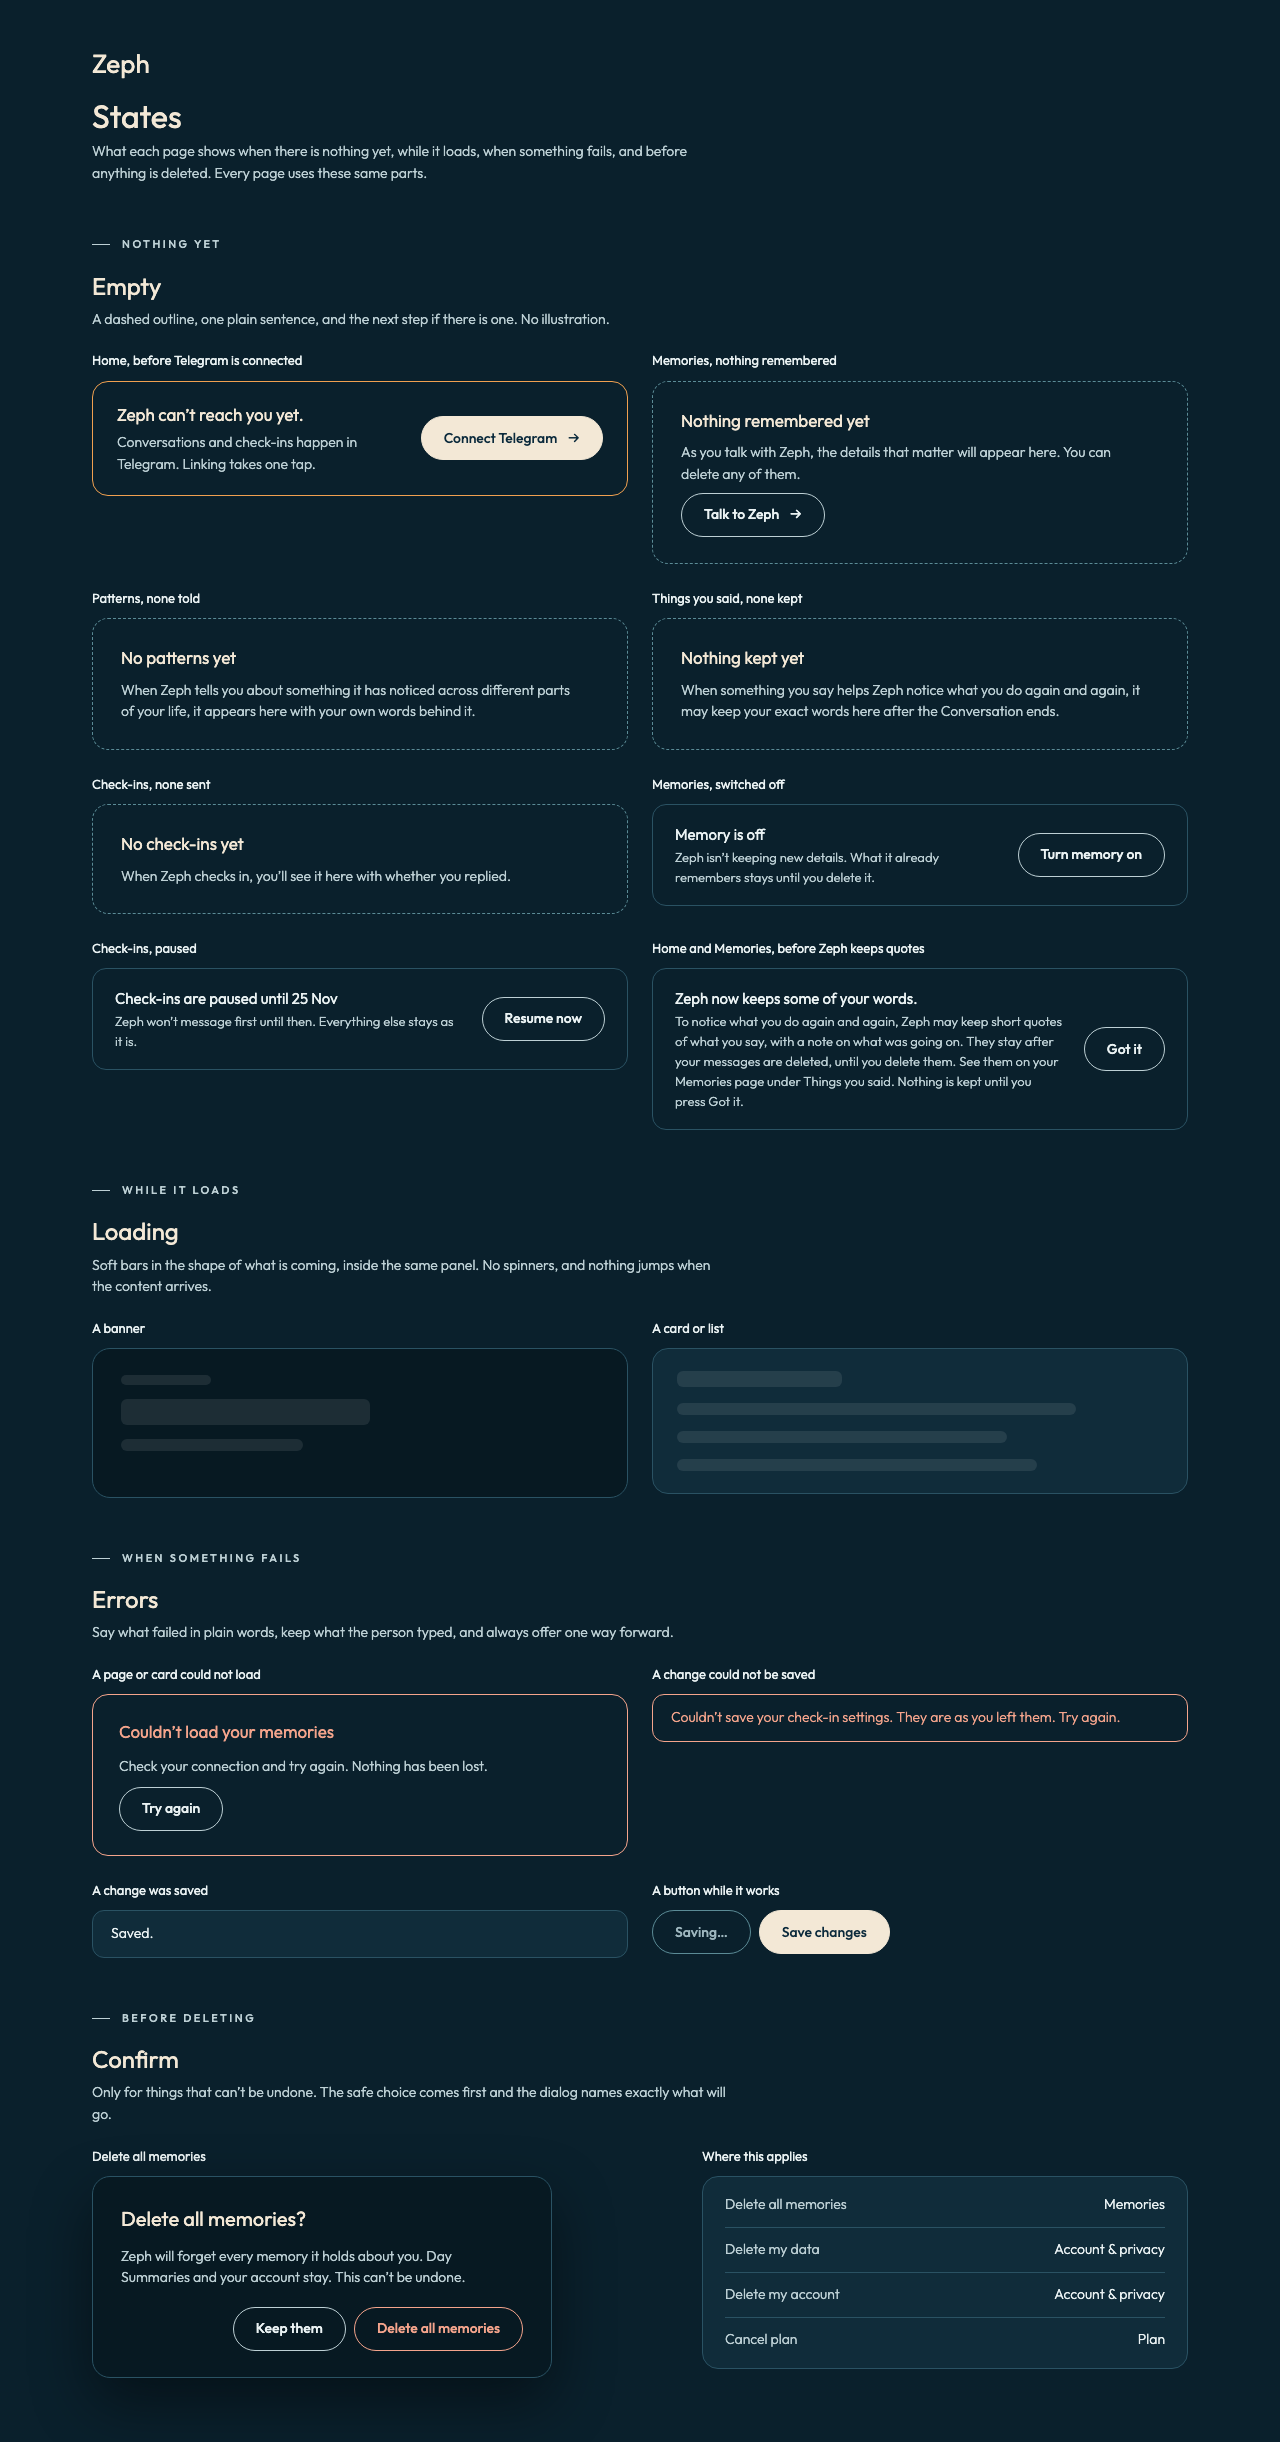 Zeph
States
What each page shows when there is nothing yet, while it loads, when something fails, and before
anything is deleted. Every page uses these same parts.
NOTHING YET
Empty
A dashed outline, one plain sentence, and the next step if there is one. No illustration.
Home, before Telegram is connected
Zeph can’t reach you yet.
Conversations and check-ins happen in
Telegram. Linking takes one tap.
Connect Telegram →
Memories, nothing remembered
Nothing remembered yet
As you talk with Zeph, the details that matter will appear here. You can
delete any of them.
Talk to Zeph →
Patterns, none told
No patterns yet
When Zeph tells you about something it has noticed across different parts
of your life, it appears here with your own words behind it.
Things you said, none kept
Nothing kept yet
When something you say helps Zeph notice what you do again and again, it
may keep your exact words here after the Conversation ends.
Check-ins, none sent
No check-ins yet
When Zeph checks in, you’ll see it here with whether you replied.
Memories, switched off
Memory is off
Zeph isn’t keeping new details. What it already
remembers stays until you delete it.
Turn memory on
Check-ins, paused
Check-ins are paused until 25 Nov
Zeph won’t message first until then. Everything else stays as
it is.
Resume now
Home and Memories, before Zeph keeps quotes
Zeph now keeps some of your words.
To notice what you do again and again, Zeph may keep short quotes
of what you say, with a note on what was going on. They stay after
your messages are deleted, until you delete them. See them on your
Memories page under Things you said. Nothing is kept until you
press Got it.
Got it
WHILE IT LOADS
Loading
Soft bars in the shape of what is coming, inside the same panel. No spinners, and nothing jumps when
the content arrives.
A banner
A card or list
WHEN SOMETHING FAILS
Errors
Say what failed in plain words, keep what the person typed, and always offer one way forward.
A page or card could not load
Couldn’t load your memories
Check your connection and try again. Nothing has been lost.
Try again
A change could not be saved
Couldn’t save your check-in settings. They are as you left them. Try again.
A change was saved
Saved.
A button while it works
Saving…
Save changes
BEFORE DELETING
Confirm
Only for things that can’t be undone. The safe choice comes first and the dialog names exactly what will
go.
Delete all memories
Delete all memories?
Zeph will forget every memory it holds about you. Day
Summaries and your account stay. This can’t be undone.
Keep them
Delete all memories
Where this applies
Delete all memories Memories
Delete my data Account & privacy
Delete my account Account & privacy
Cancel plan Plan